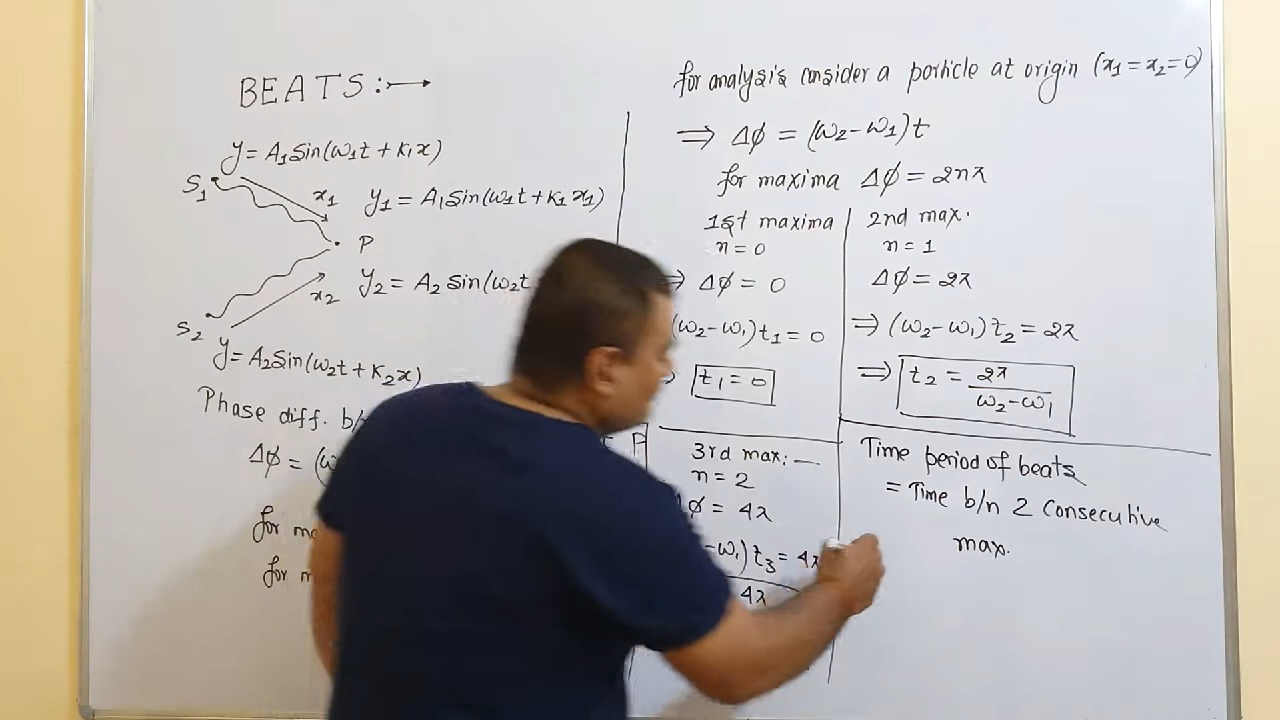 BEATS :→
y = A₁ sin(ω₁t + K₁x)
S₁
x₁
y₁ = A₁ sin(ω₁t + K₁x₁)
P
y₂ = A₂ sin(ω₂t
x₂
S₂
y = A₂ sin(ω₂t + K₂x)
Phase diff.
Δφ = (
for
for
for analysis consider a particle at origin (x₁ = x₂ = 0)
⇒ Δφ = (ω₂-ω₁)t
for maxima Δφ = 2nπ
1st maxima
n = 0
⇒ Δφ = 0
(ω₂-ω₁)t₁ = 0
t₁ = 0
2nd max.
n = 1
Δφ = 2π
⇒ (ω₂-ω₁)t₂ = 2π
⇒ t₂ = 2π / ω₂-ω₁
3rd max: —
n = 2
φ = 4π
-ω₁)t₃ = 4π
4π
Time period of beats
= Time b/n 2 consecutive
max.